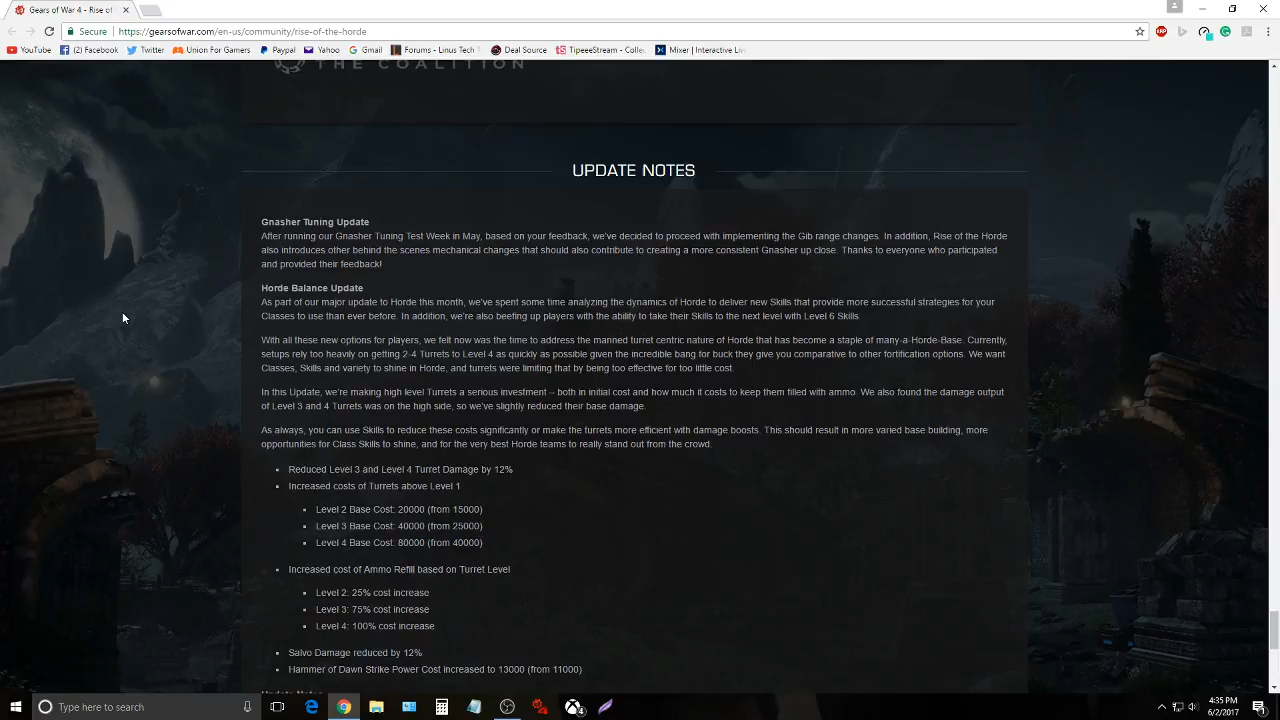 Gears of War 4 - Rise of
Secure https://gearsofwar.com/en-us/community/rise-of-the-horde
YouTube (2) Facebook Twitter Union For Gamers Paypal Yahoo Gmail Forums - Linus Tech Deal Source TipeeeStream - Collec Mixer | Interactive Liv
THE COALITION
UPDATE NOTES
Gnasher Tuning Update
After running our Gnasher Tuning Test Week in May, based on your feedback, we've decided to proceed with implementing the Gib range changes. In addition, Rise of the Horde
also introduces other behind the scenes mechanical changes that should also contribute to creating a more consistent Gnasher up close. Thanks to everyone who participated
and provided their feedback!
Horde Balance Update
As part of our major update to Horde this month, we've spent some time analyzing the dynamics of Horde to deliver new Skills that provide more successful strategies for your
Classes to use than ever before. In addition, we're also beefing up players with the ability to take their Skills to the next level with Level 6 Skills.
With all these new options for players, we felt now was the time to address the manned turret centric nature of Horde that has become a staple of many-a-Horde-Base. Currently,
setups rely too heavily on getting 2-4 Turrets to Level 4 as quickly as possible given the incredible bang for buck they give you comparative to other fortification options. We want
Classes, Skills and variety to shine in Horde, and turrets were limiting that by being too effective for too little cost.
In this Update, we're making high level Turrets a serious investment – both in initial cost and how much it costs to keep them filled with ammo. We also found the damage output
of Level 3 and 4 Turrets was on the high side, so we've slightly reduced their base damage.
As always, you can use Skills to reduce these costs significantly or make the turrets more efficient with damage boosts. This should result in more varied base building, more
opportunities for Class Skills to shine, and for the very best Horde teams to really stand out from the crowd.
Reduced Level 3 and Level 4 Turret Damage by 12%
Increased costs of Turrets above Level 1
Level 2 Base Cost: 20000 (from 15000)
Level 3 Base Cost: 40000 (from 25000)
Level 4 Base Cost: 80000 (from 40000)
Increased cost of Ammo Refill based on Turret Level
Level 2: 25% cost increase
Level 3: 75% cost increase
Level 4: 100% cost increase
Salvo Damage reduced by 12%
Hammer of Dawn Strike Power Cost increased to 13000 (from 11000)
Update Notes
Type here to search
4:35 PM
6/2/2017